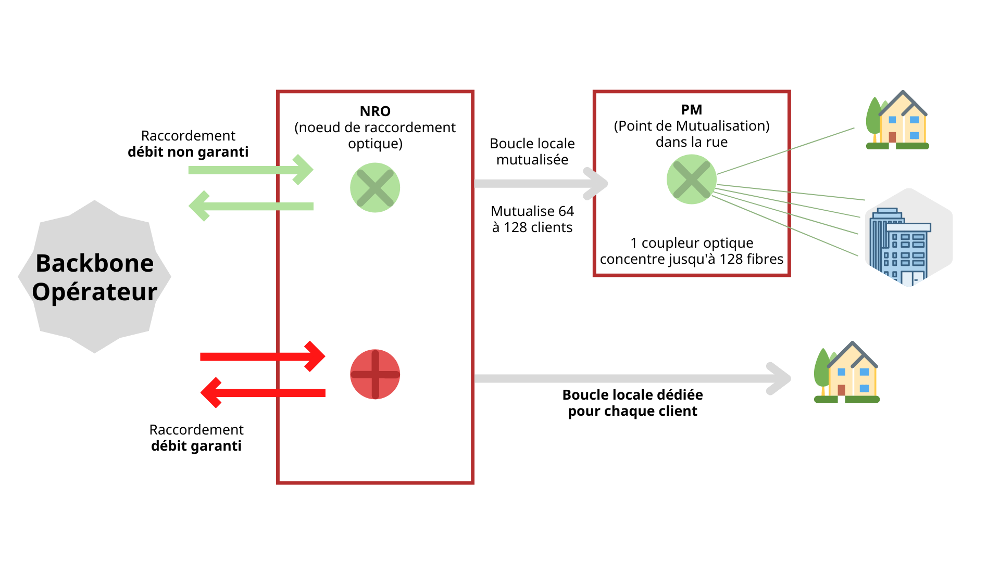 NRO
(noeud de raccordement
optique)
PM
(Point de Mutualisation)
dans la rue
Raccordement
débit non garanti
Boucle locale
mutualisée
Mutualise 64
à 128 clients
1 coupleur optique
concentre jusqu'à 128 fibres
Backbone
Opérateur
Boucle locale dédiée
pour chaque client
Raccordement
débit garanti